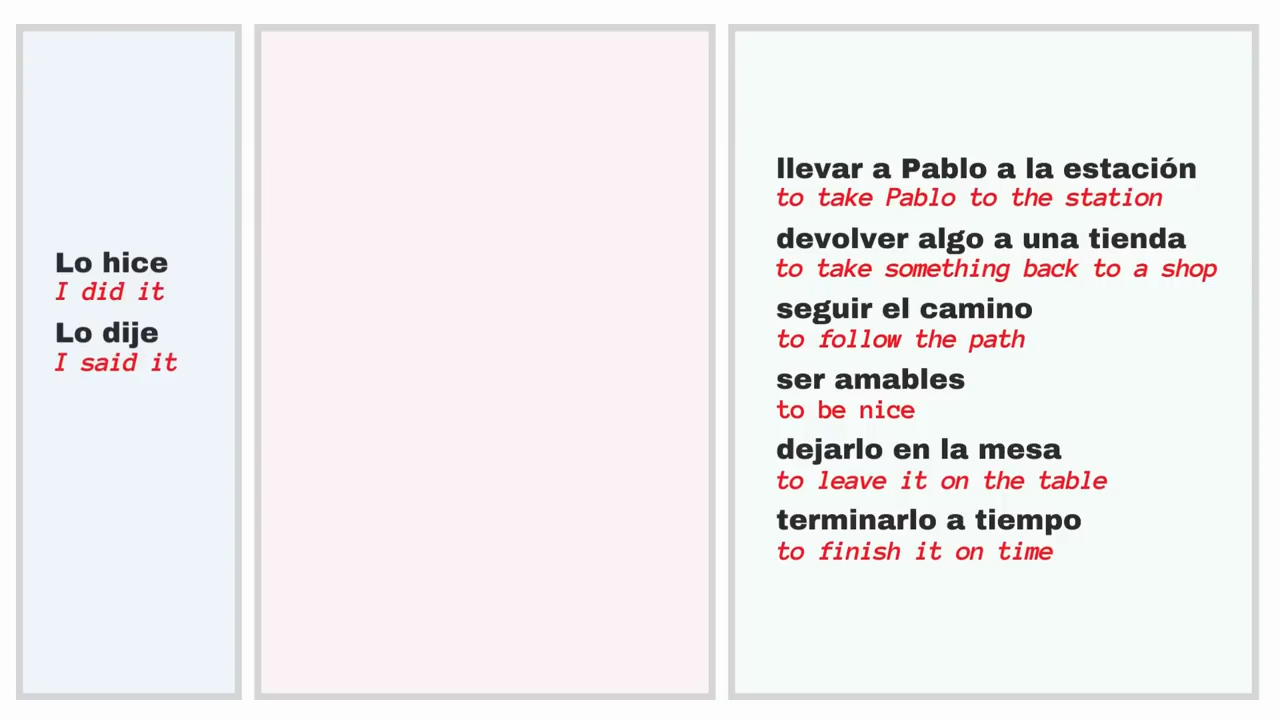 Lo hice
I did it
Lo dije
I said it
llevar a Pablo a la estación
to take Pablo to the station
devolver algo a una tienda
to take something back to a shop
seguir el camino
to follow the path
ser amables
to be nice
dejarlo en la mesa
to leave it on the table
terminarlo a tiempo
to finish it on time